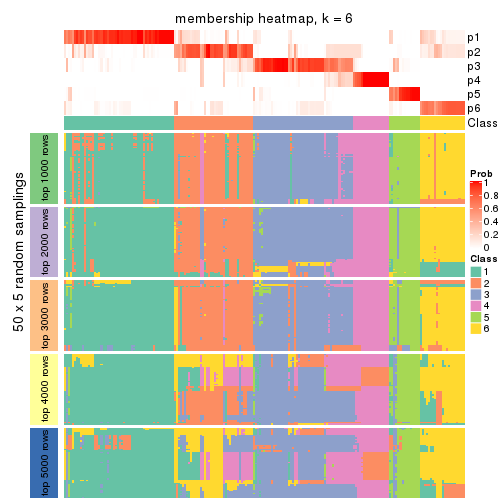 membership heatmap, k = 6
p1
p2
p3
p4
p5
p6
Class
50 x 5 random samplings
top 1000 rows
top 2000 rows
top 3000 rows
top 4000 rows
top 5000 rows
Prob
1
0.8
0.6
0.4
0.2
0
Class
1
2
3
4
5
6